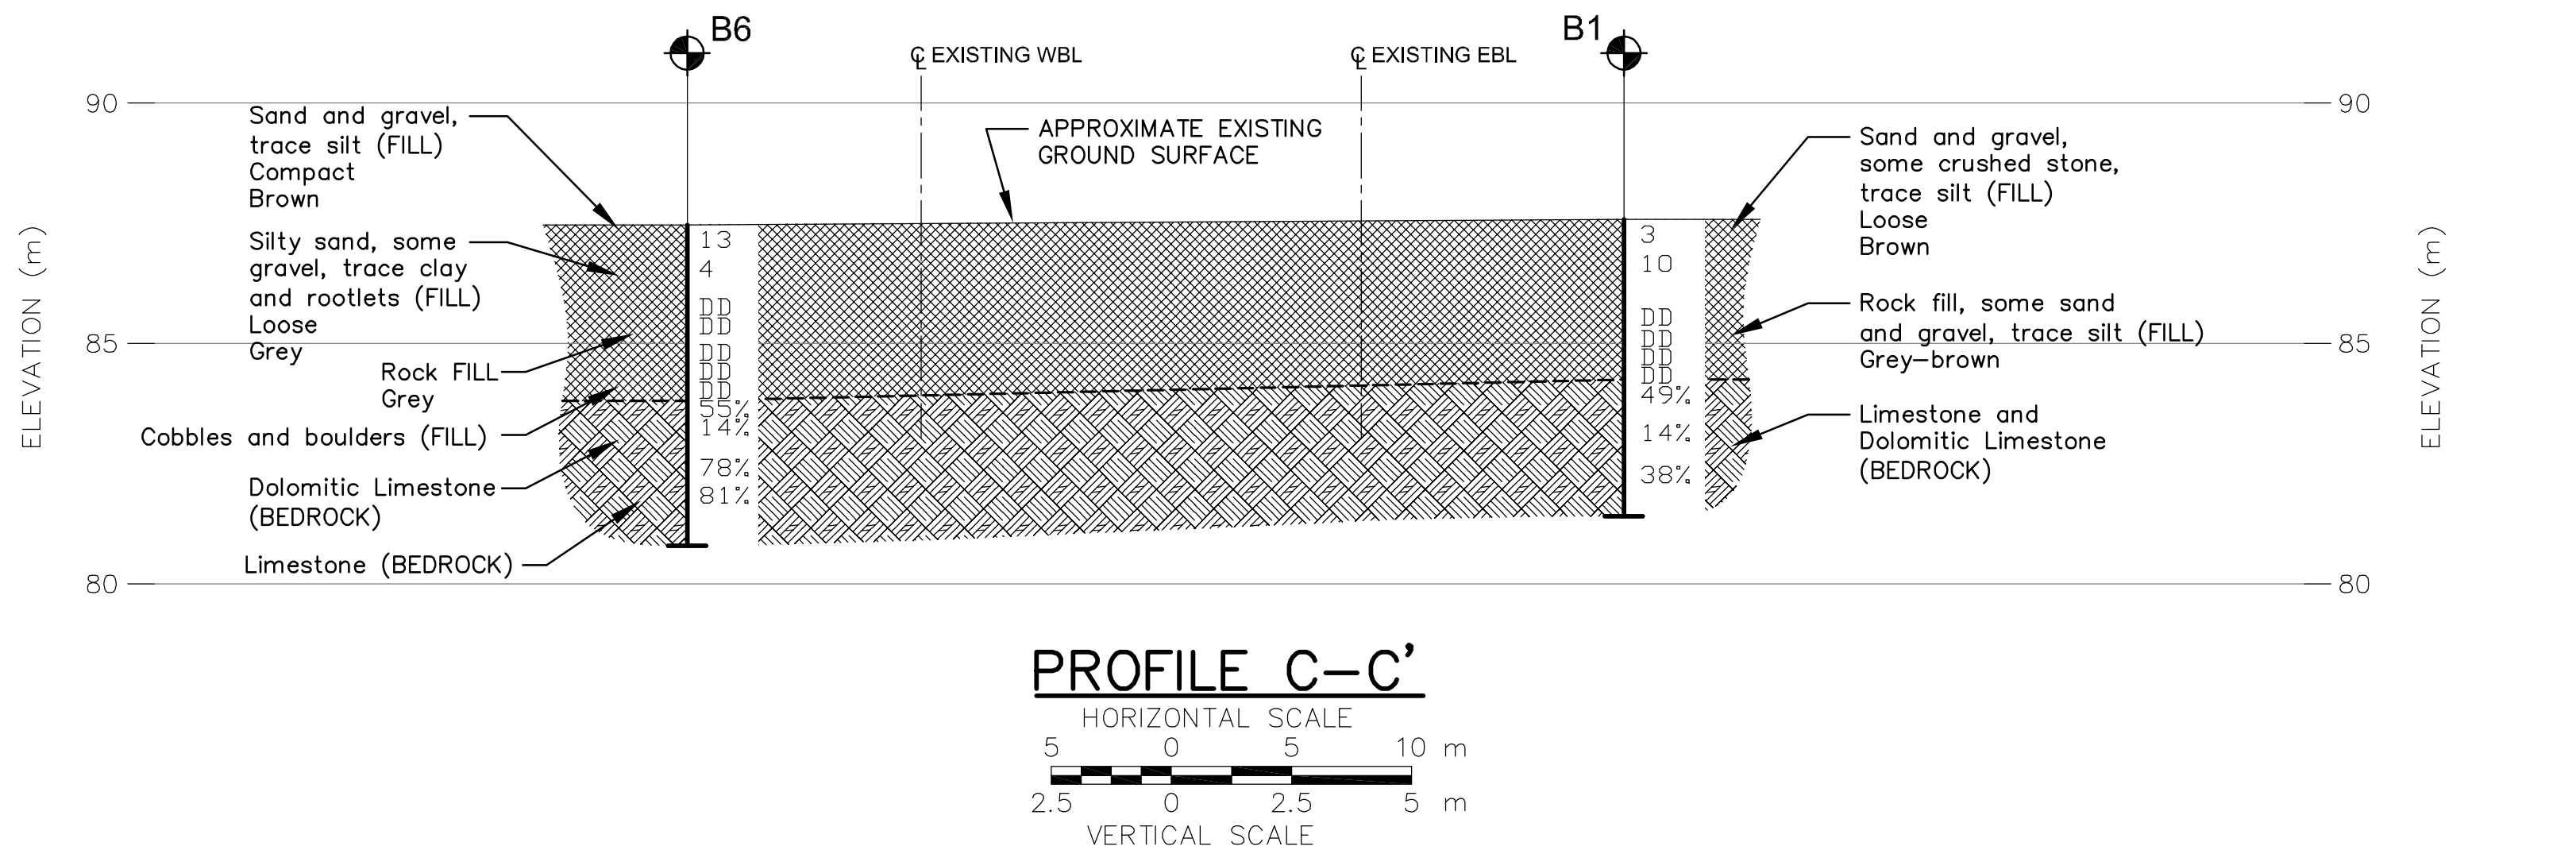 B6
B1
℄ EXISTING WBL
℄ EXISTING EBL
90
90
Sand and gravel,
trace silt (FILL)
Compact
Brown
APPROXIMATE EXISTING
GROUND SURFACE
Sand and gravel,
some crushed stone,
trace silt (FILL)
Loose
Brown
ELEVATION (m)
Silty sand, some
gravel, trace clay
and rootlets (FILL)
Loose
Grey
Rock FILL
Grey
Cobbles and boulders (FILL)
Dolomitic Limestone
(BEDROCK)
Limestone (BEDROCK)
85
80
13
4
DD
DD
DD
DD
DD
55%
14%
78%
81%
3
10
DD
DD
DD
DD
49%
14%
38%
Rock fill, some sand
and gravel, trace silt (FILL)
Grey-brown
Limestone and
Dolomitic Limestone
(BEDROCK)
85
80
ELEVATION (m)
PROFILE C-C'
HORIZONTAL SCALE
5 0 5 10 m
2.5 0 2.5 5 m
VERTICAL SCALE